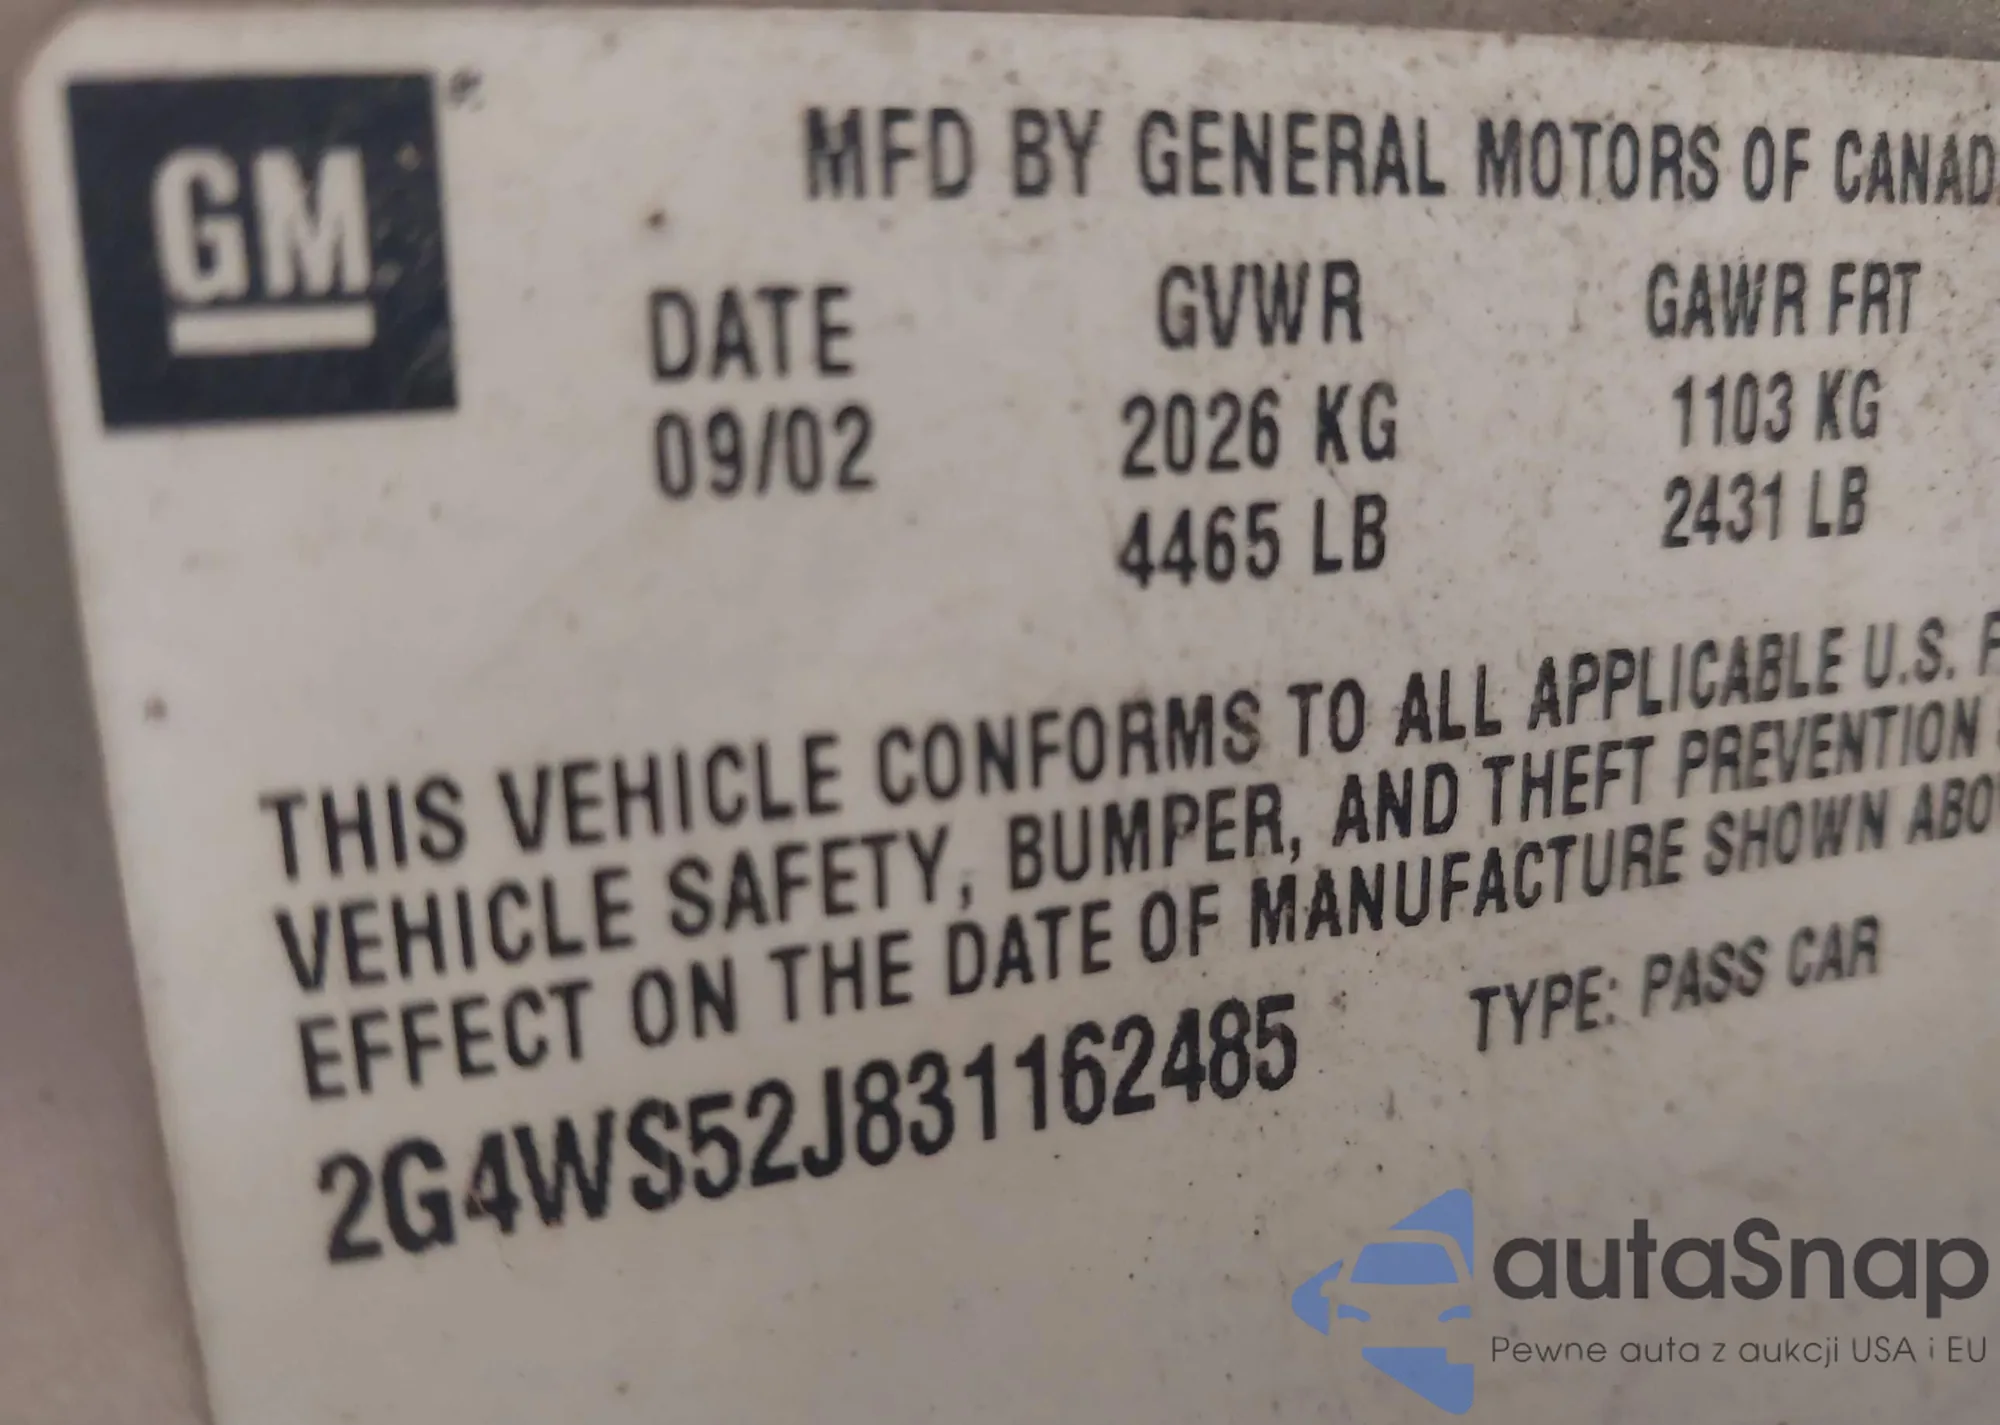 GM
MFD BY GENERAL MOTORS OF CANAD
DATE GVWR GAWR FRT
09/02 2026 KG 1103 KG
4465 LB 2431 LB
THIS VEHICLE CONFORMS TO ALL APPLICABLE U.S. F
VEHICLE SAFETY, BUMPER, AND THEFT PREVENTION
EFFECT ON THE DATE OF MANUFACTURE SHOWN ABO
2G4WS52J831162485 TYPE: PASS CAR
autaSnap
Pewne auta z aukcji USA i EU